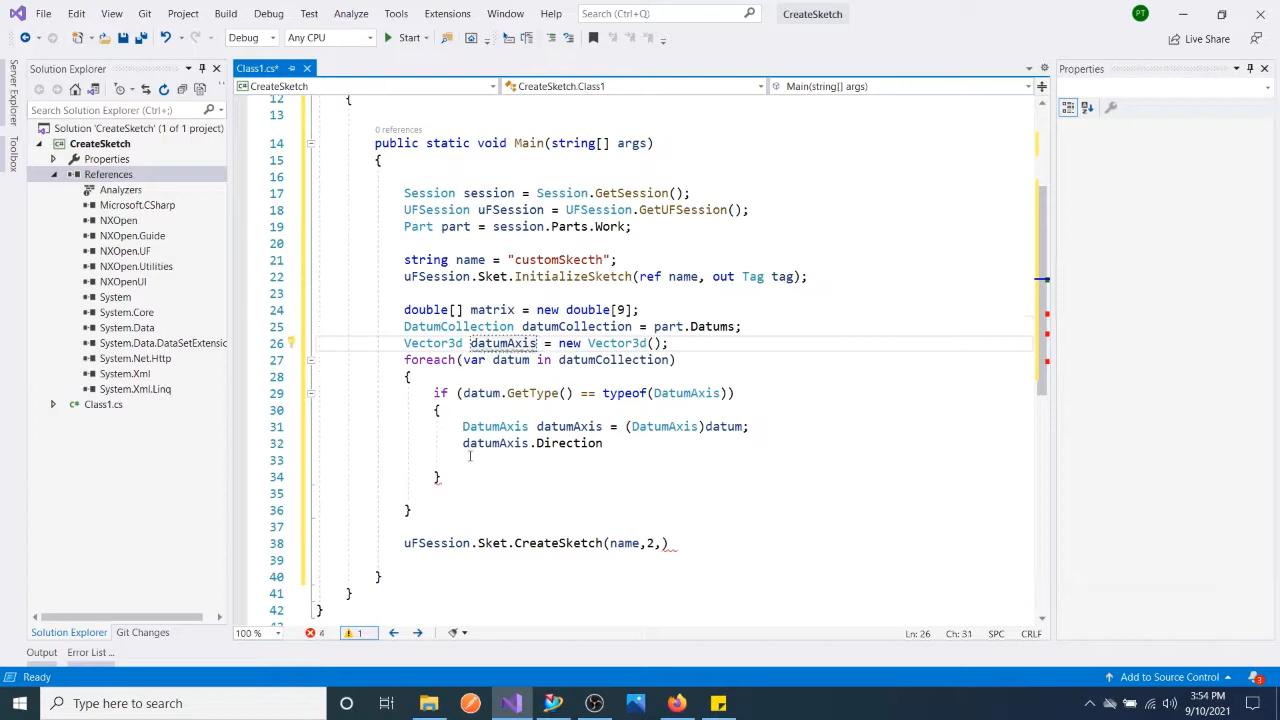 File Edit View Git Project Build Debug Test Analyze Tools Extensions Window Help Search (Ctrl+Q) CreateSketch PT
Debug Any CPU Start Live Share
Server Explorer
Toolbox
Solution Explorer
Search Solution Explorer (Ctrl+;)
Solution 'CreateSketch' (1 of 1 project)
CreateSketch
Properties
References
Analyzers
Microsoft.CSharp
NXOpen
NXOpen.Guide
NXOpen.UF
NXOpen.Utilities
NXOpenUI
System
System.Core
System.Data
System.Data.DataSetExtensio
System.Net.Http
System.Xml
System.Xml.Linq
Class1.cs
Solution Explorer Git Changes
Class1.cs*
CreateSketch CreateSketch.Class1 Main(string[] args)
12 {
13
0 references
14 public static void Main(string[] args)
15 {
16
17 Session session = Session.GetSession();
18 UFSession uFSession = UFSession.GetUFSession();
19 Part part = session.Parts.Work;
20
21 string name = "customSkecth";
22 uFSession.Sket.InitializeSketch(ref name, out Tag tag);
23
24 double[] matrix = new double[9];
25 DatumCollection datumCollection = part.Datums;
26 Vector3d datumAxis = new Vector3d();
27 foreach(var datum in datumCollection)
28 {
29 if (datum.GetType() == typeof(DatumAxis))
30 {
31 DatumAxis datumAxis = (DatumAxis)datum;
32 datumAxis.Direction
33
34 }
35
36 }
37
38 uFSession.Sket.CreateSketch(name,2,)
39
40 }
41 }
42 }
100 % 4 1 Ln: 26 Ch: 31 SPC CRLF
Properties
Output Error List ...
Ready Add to Source Control 3
Type here to search
3:54 PM
9/10/2021